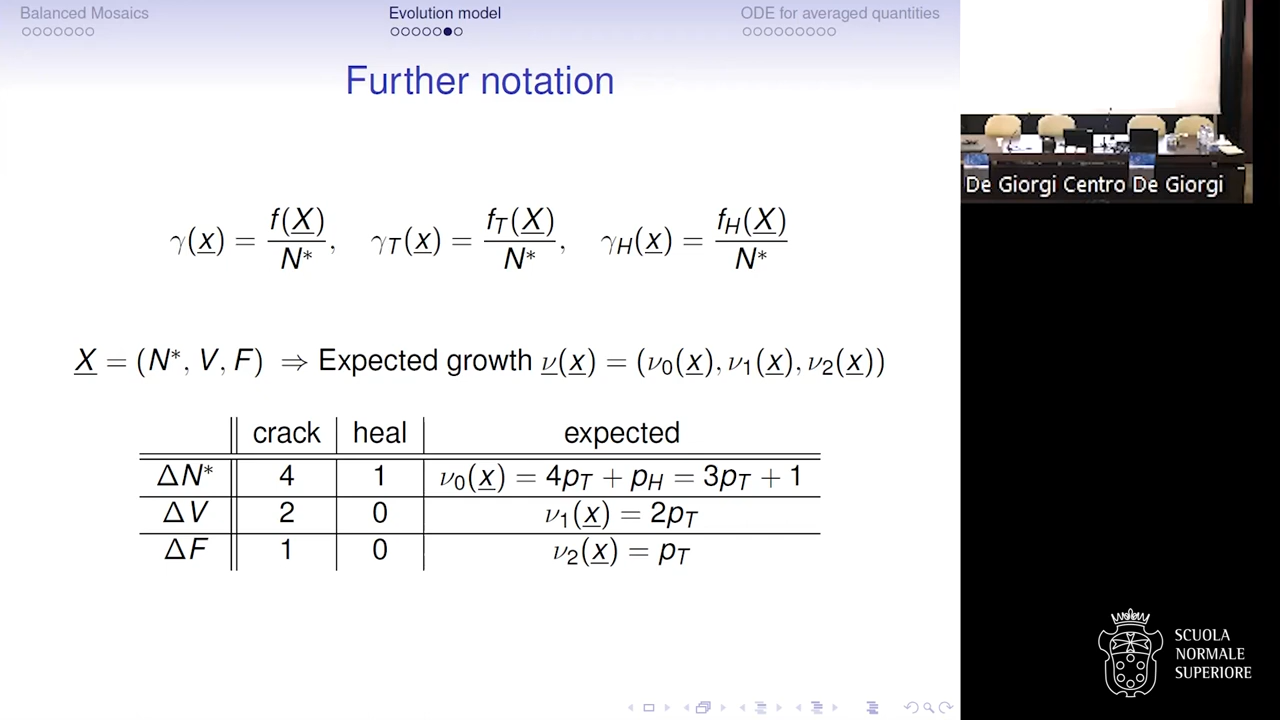 Balanced Mosaics
Evolution model
ODE for averaged quantities
Further notation
γ(x) = f(X)/N*, γ_T(x) = f_T(X)/N*, γ_H(x) = f_H(X)/N*
X = (N*, V, F) ⇒ Expected growth ν(x) = (ν₀(x), ν₁(x), ν₂(x))
crack heal expected
ΔN* 4 1 ν₀(x) = 4p_T + p_H = 3p_T + 1
ΔV 2 0 ν₁(x) = 2p_T
ΔF 1 0 ν₂(x) = p_T
De Giorgi Centro De Giorgi
SCUOLA
NORMALE
SUPERIORE